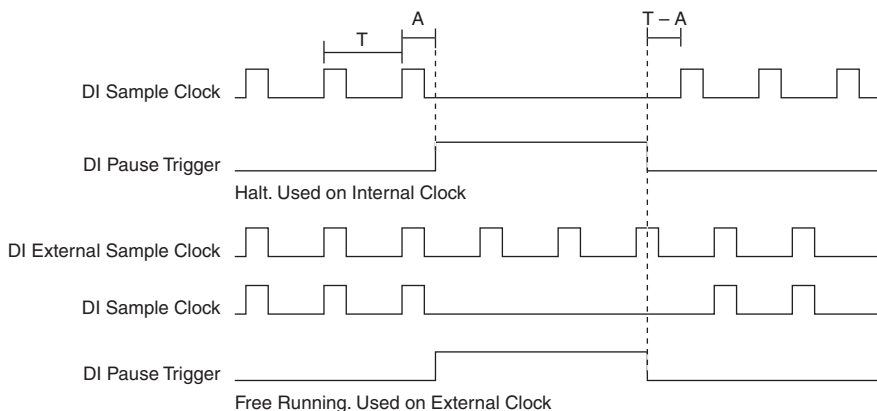 A
T – A
T
DI Sample Clock
DI Pause Trigger
Halt. Used on Internal Clock
DI External Sample Clock
DI Sample Clock
DI Pause Trigger
Free Running. Used on External Clock